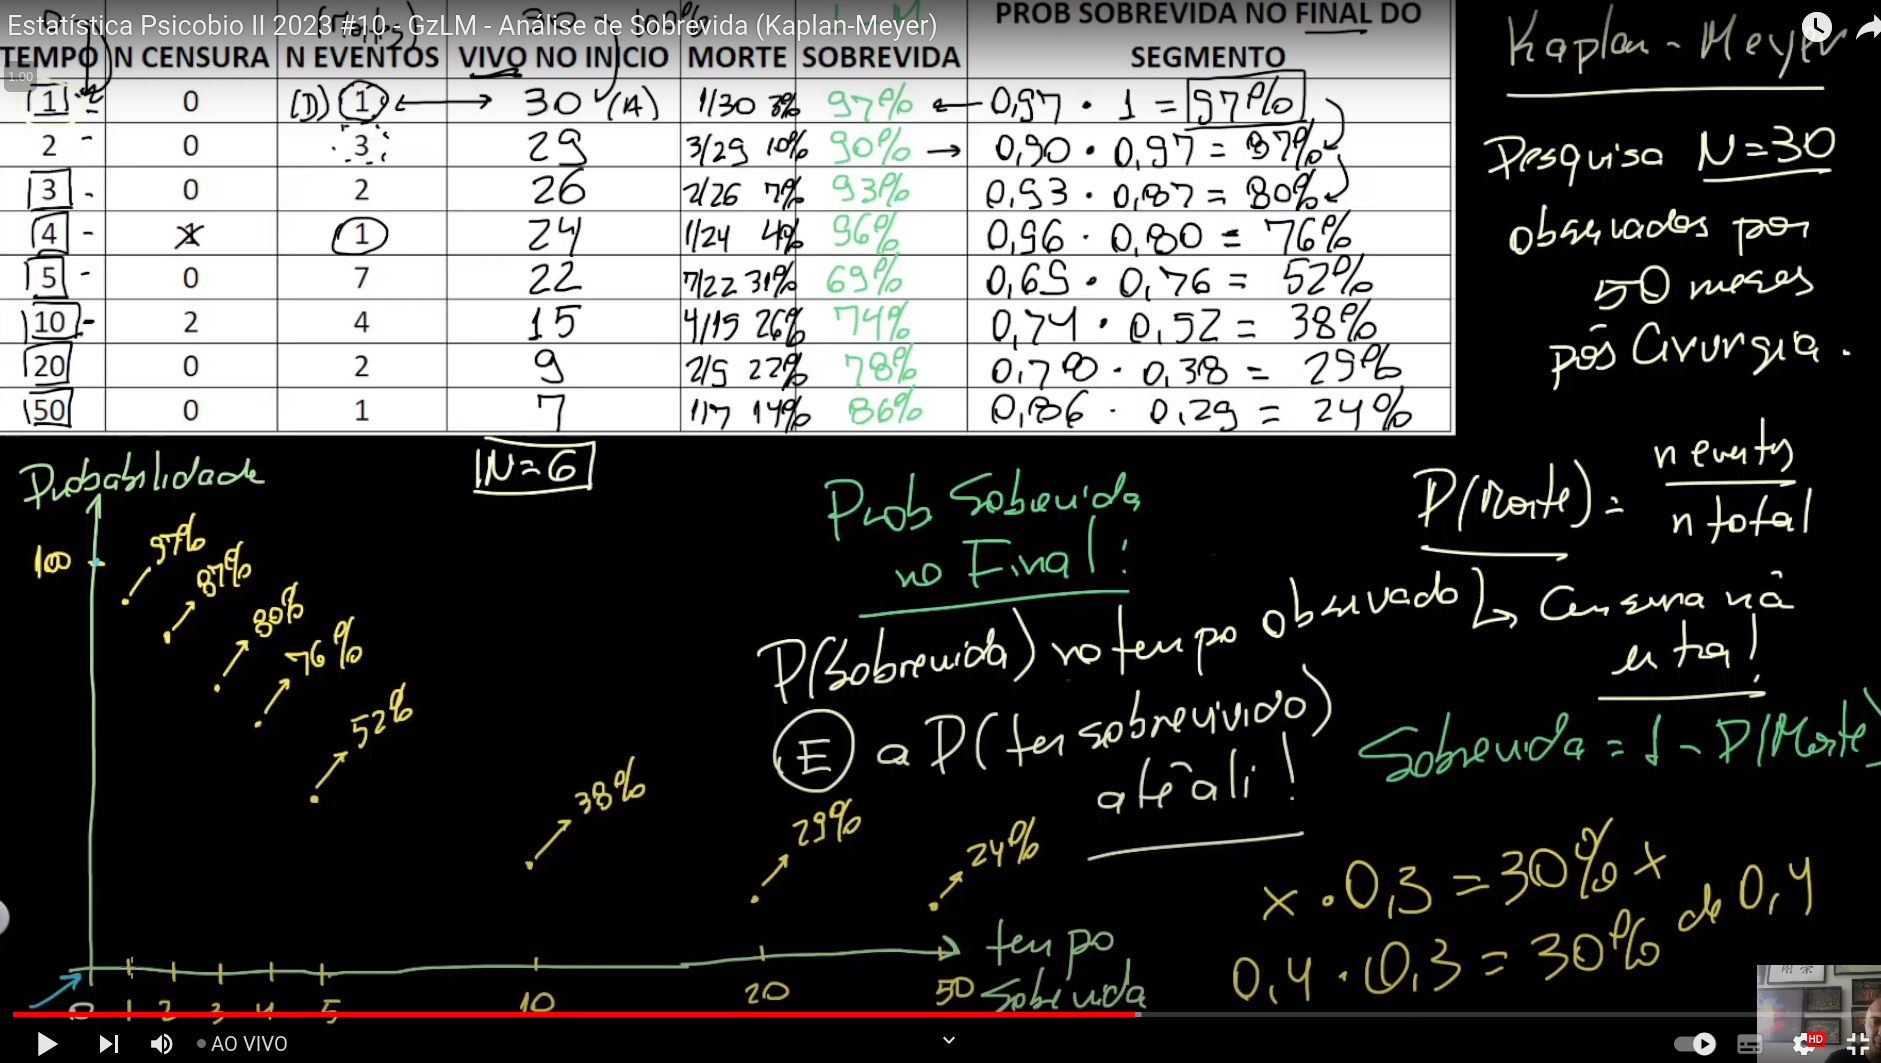 Estatística Psicobio II 2023 #10 - GzLM - Análise de Sobrevida (Kaplan-Meyer)
TEMPO N CENSURA N EVENTOS VIVO NO INÍCIO MORTE SOBREVIDA PROB SOBREVIDA NO FINAL DO SEGMENTO
1.00
1 0 (D) 1 30 (A) 1/30 3% 97% 0,97 · 1 = 97%
2 0 3 29 3/29 10% 90% 0,90 · 0,97 = 87%
3 0 2 26 2/26 7% 93% 0,93 · 0,87 = 80%
4 1 1 24 1/24 4% 96% 0,96 · 0,80 = 76%
5 0 7 22 7/22 31% 69% 0,69 · 0,76 = 52%
10 2 4 15 4/15 26% 74% 0,74 · 0,52 = 38%
20 0 2 9 2/9 22% 78% 0,78 · 0,38 = 29%
50 0 1 7 1/7 14% 86% 0,86 · 0,29 = 24%
N=6
Kaplan-Meyer
Pesquisa N=30
observados por
50 meses
pós Cirurgia.
Probabilidade
100
97%
87%
80%
76%
52%
38%
29%
24%
0 1 2 3 4 5 10 20 50
tempo
Sobrevida
Prob Sobrevida
no Final!
P(Sobrevida) no tempo observado
E a P(ter sobrevivido
até ali!
P(Morte) = n eventos
n total
Censura não
entra!
Sobrevida = 1 - P(Morte)
x · 0,3 = 30% x
0,4 · 0,3 = 30% de 0,4
AO VIVO
HD